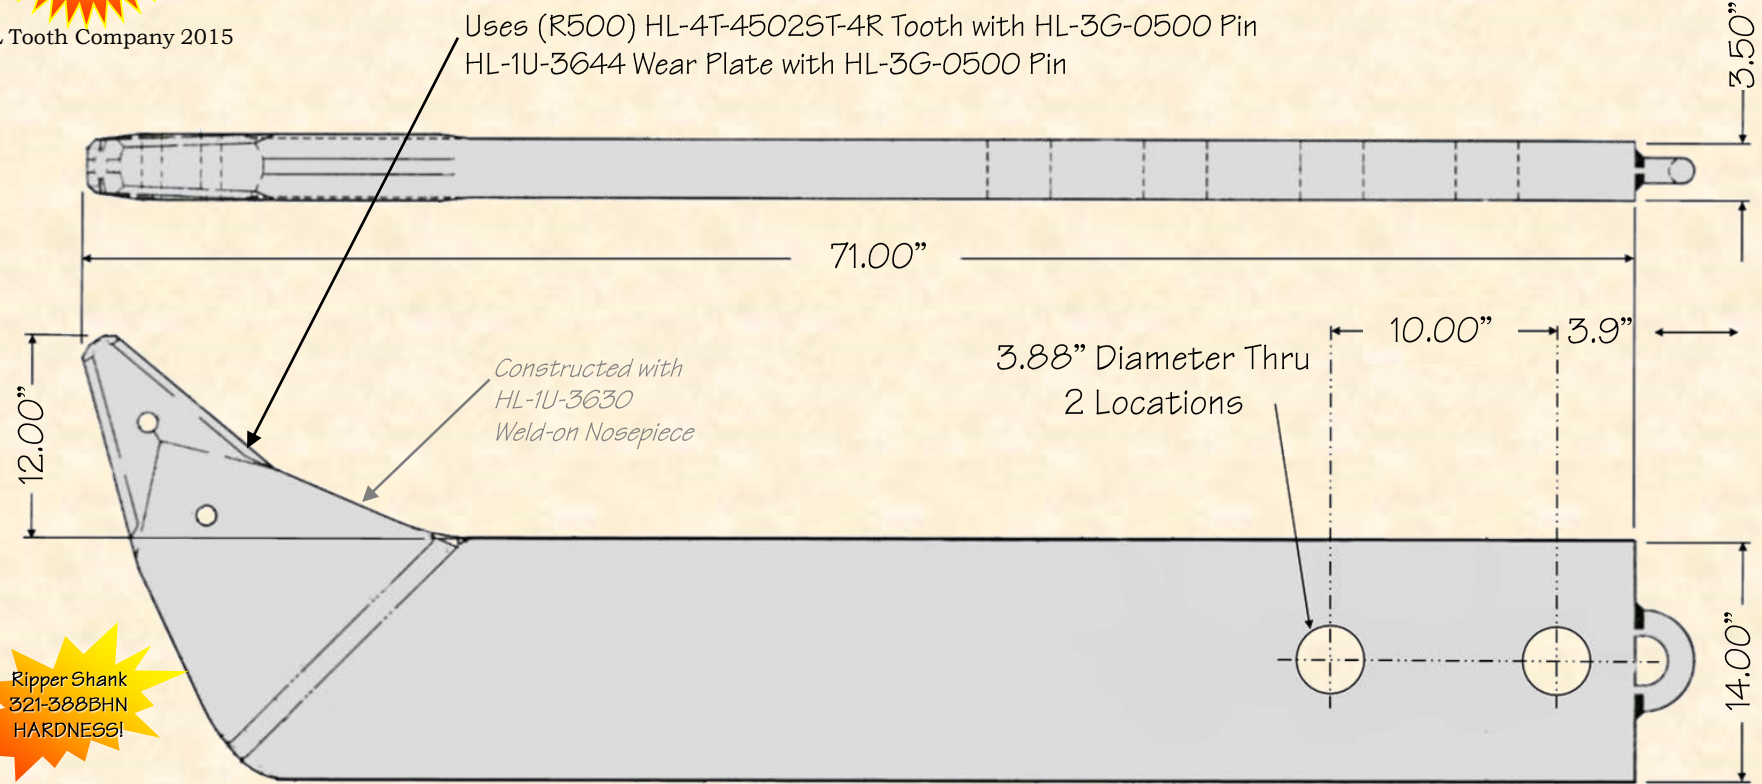 Uses (R500) HL-4T-4502ST-4R Tooth with HL-3G-0500 Pin
HL-1U-3644 Wear Plate with HL-3G-0500 Pin
Tooth Company 2015
3.50”
71.00”
10.00”
3.9”
3.88” Diameter Thru
2 Locations
Constructed with
HL-1U-3630
Weld-on Nosepiece
12.00”
14.00”
Ripper Shank
321-388BHN
HARDNESS!